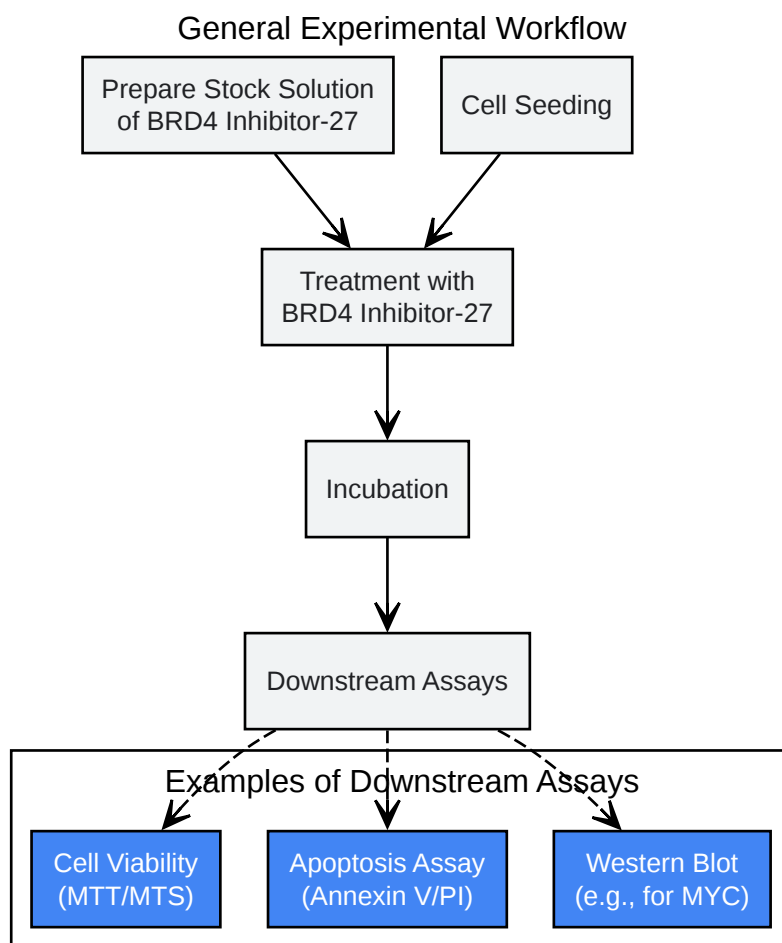 General Experimental Workflow
Prepare Stock Solution
of BRD4 Inhibitor-27
Cell Seeding
Treatment with
BRD4 Inhibitor-27
Incubation
Downstream Assays
Examples of Downstream Assays
Cell Viability
(MTT/MTS)
Apoptosis Assay
(Annexin V/PI)
Western Blot
(e.g., for MYC)